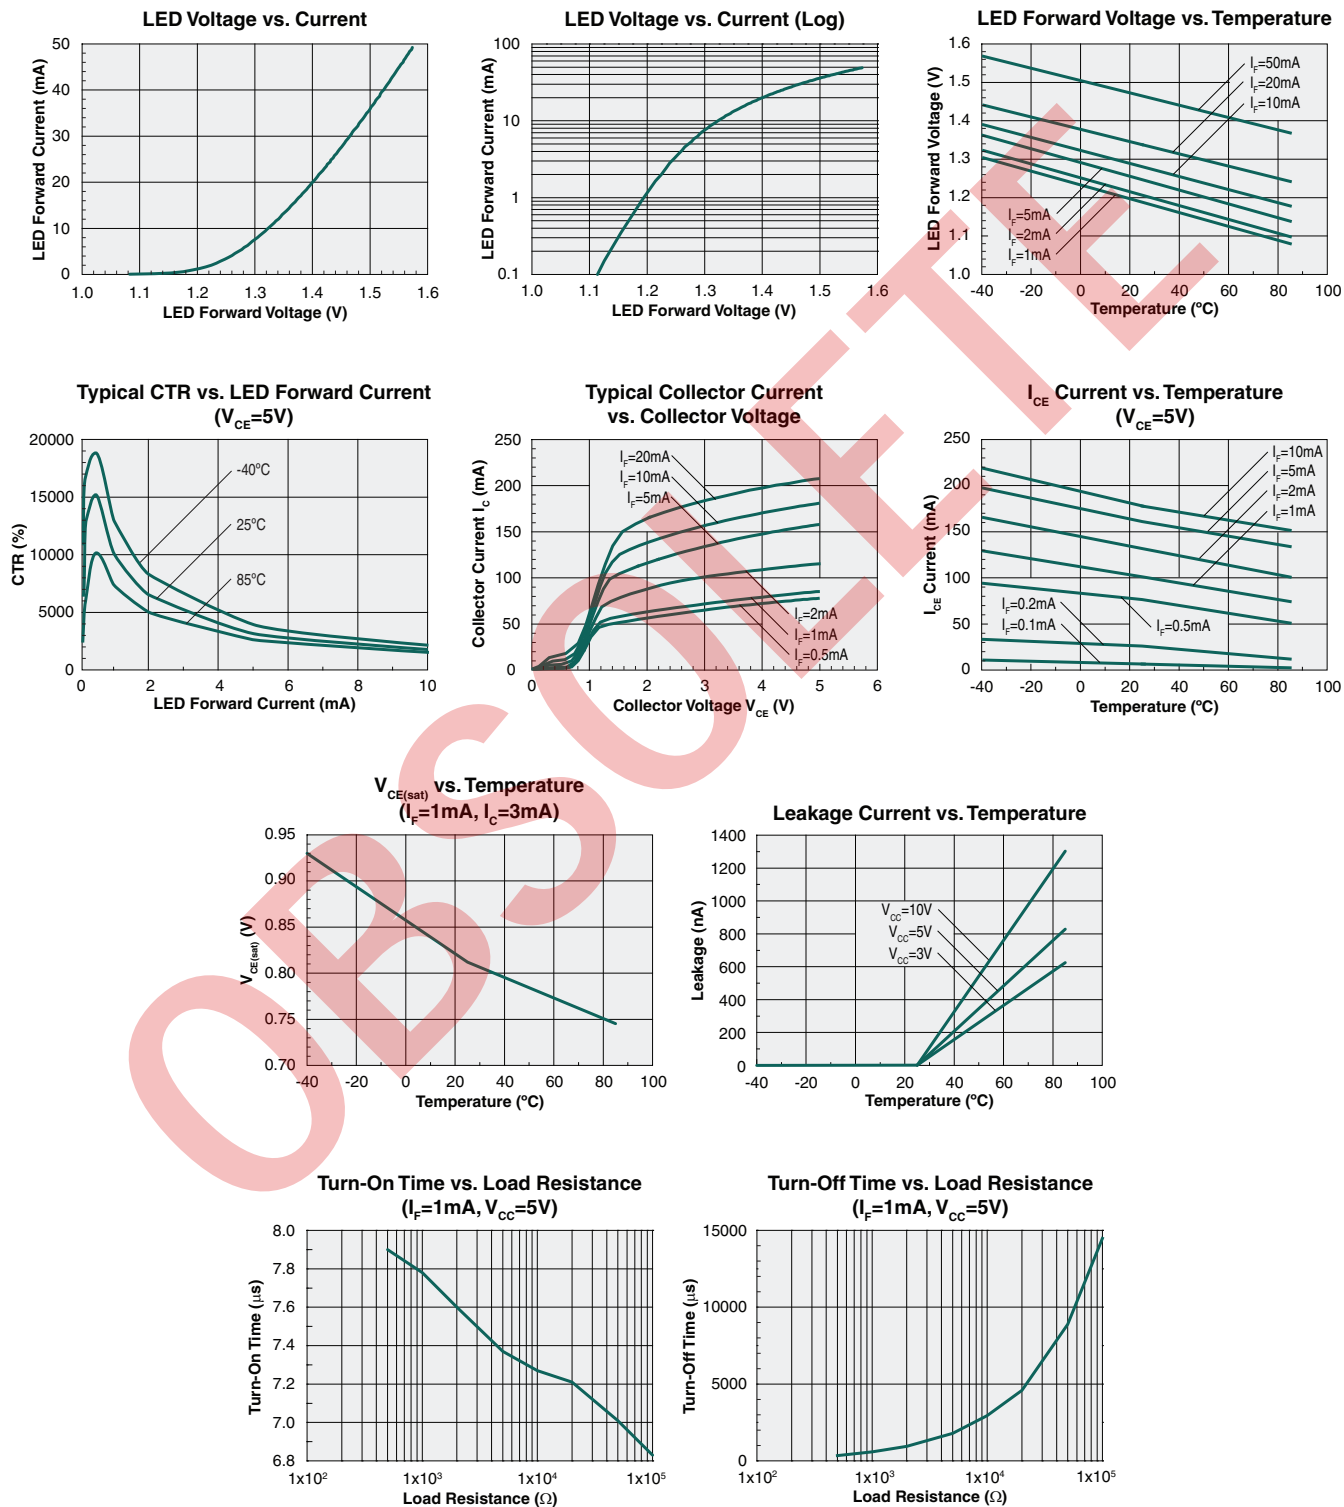 LED Voltage vs. Current
LED Forward Current (mA)
50
40
30
20
10
0
1.0 1.1 1.2 1.3 1.4 1.5 1.6
LED Forward Voltage (V)
LED Voltage vs. Current (Log)
LED Forward Current (mA)
100
10
1
0.1
1.0 1.1 1.2 1.3 1.4 1.5 1.6
LED Forward Voltage (V)
LED Forward Voltage vs. Temperature
LED Forward Voltage (V)
1.6
1.5
1.4
1.3
1.2
1.1
1.0
IF=50mA
IF=20mA
IF=10mA
IF=5mA
IF=2mA
IF=1mA
-40 -20 0 20 40 60 80 100
Temperature (ºC)
Typical CTR vs. LED Forward Current
(VCE=5V)
CTR (%)
20000
15000
10000
5000
0
-40ºC
25ºC
85ºC
0 2 4 6 8 10
LED Forward Current (mA)
Typical Collector Current
vs. Collector Voltage
Collector Current IC (mA)
250
200
150
100
50
0
IF=20mA
IF=10mA
IF=5mA
IF=2mA
IF=1mA
IF=0.5mA
0 1 2 3 4 5 6
Collector Voltage VCE (V)
ICE Current vs. Temperature
(VCE=5V)
ICE Current (mA)
250
200
150
100
50
0
IF=10mA
IF=5mA
IF=2mA
IF=1mA
IF=0.2mA
IF=0.1mA
IF=0.5mA
-40 -20 0 20 40 60 80 100
Temperature (ºC)
VCE(sat) vs. Temperature
(IF=1mA, IC=3mA)
VCE(sat) (V)
0.95
0.90
0.85
0.80
0.75
0.70
-40 -20 0 20 40 60 80 100
Temperature (ºC)
Leakage Current vs. Temperature
Leakage (nA)
1400
1200
1000
800
600
400
200
0
VCC=10V
VCC=5V
VCC=3V
-40 -20 0 20 40 60 80 100
Temperature (ºC)
Turn-On Time vs. Load Resistance
(IF=1mA, VCC=5V)
Turn-On Time (μs)
8.0
7.8
7.6
7.4
7.2
7.0
6.8
1x10² 1x10³ 1x10⁴ 1x10⁵
Load Resistance (Ω)
Turn-Off Time vs. Load Resistance
(IF=1mA, VCC=5V)
Turn-Off Time (μs)
15000
10000
5000
0
1x10² 1x10³ 1x10⁴ 1x10⁵
Load Resistance (Ω)
OBSOLETE